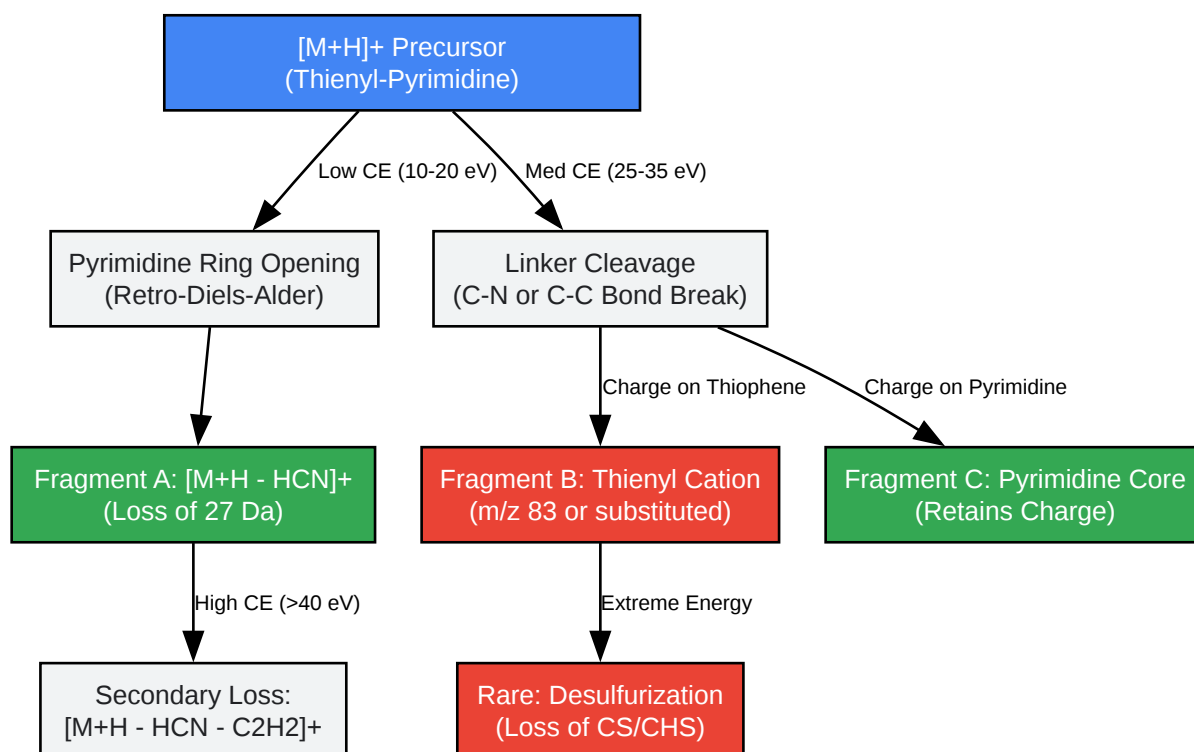 [M+H]+ Precursor
(Thienyl-Pyrimidine)
Low CE (10-20 eV)
Med CE (25-35 eV)
Pyrimidine Ring Opening
(Retro-Diels-Alder)
Linker Cleavage
(C-N or C-C Bond Break)
Charge on Thiophene
Charge on Pyrimidine
Fragment A: [M+H - HCN]+
(Loss of 27 Da)
Fragment B: Thienyl Cation
(m/z 83 or substituted)
Fragment C: Pyrimidine Core
(Retains Charge)
High CE (>40 eV)
Extreme Energy
Secondary Loss:
[M+H - HCN - C2H2]+
Rare: Desulfurization
(Loss of CS/CHS)